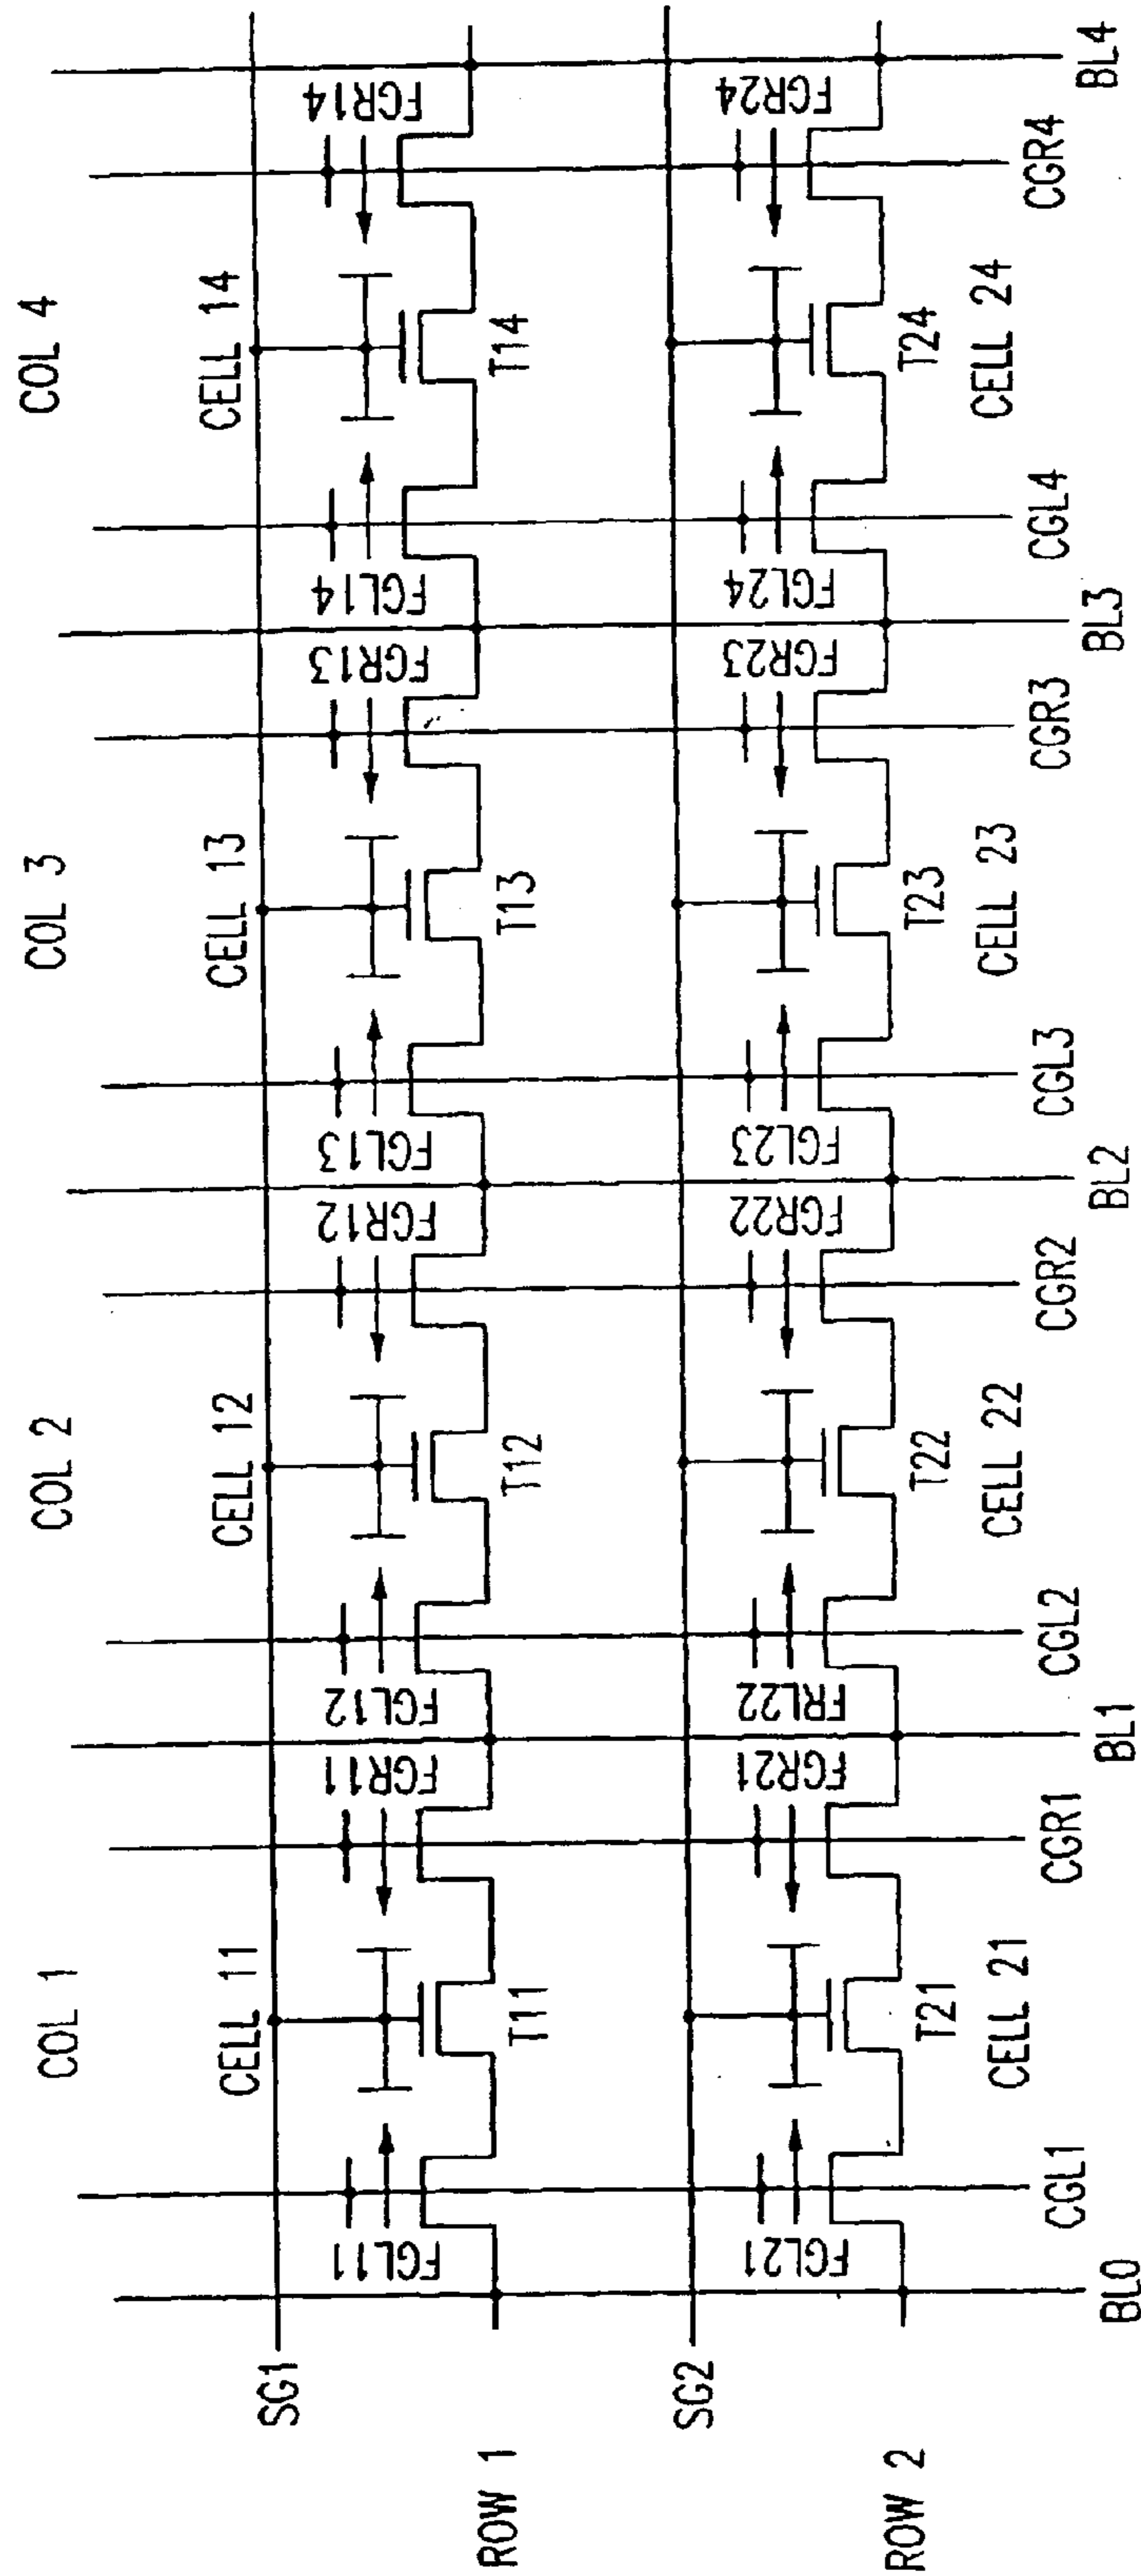 COL 1 COL 2 COL 3 COL 4
CELL 11 CELL 12 CELL 13 CELL 14
SG1
FGL11 FGR11 FGL12 FGR12 FGL13 FGR13 FGL14 FGR14
T11 T12 T13 T14
ROW 1
SG2
FGL21 FGR21 FRL22 FGR22 FGL23 FGR23 FGL24 FGR24
T21 T22 T23 T24
ROW 2
CELL 21 CELL 22 CELL 23 CELL 24
CGL1 CGR1 CGL2 CGR2 CGL3 CGR3 CGL4 CGR4
BL0 BL1 BL2 BL3 BL4